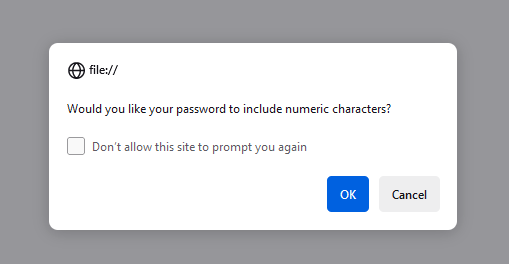 file://
Would you like your password to include numeric characters?
Don't allow this site to prompt you again
OK Cancel